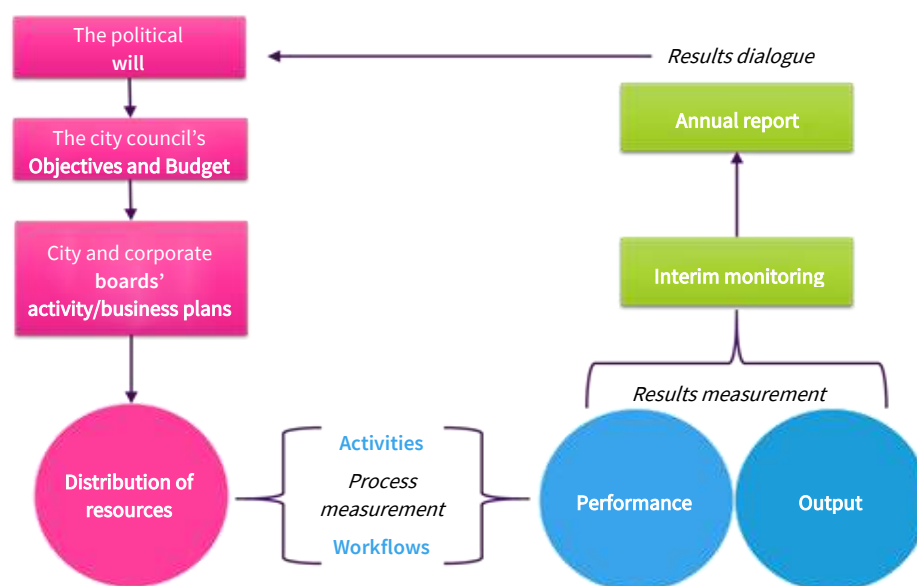 The political
will
The city council’s
Objectives and Budget
City and corporate
boards’
activity/business plans
Distribution of
resources
Activities
Process
measurement
Workflows
Results dialogue
Annual report
Interim monitoring
Results measurement
Performance
Output